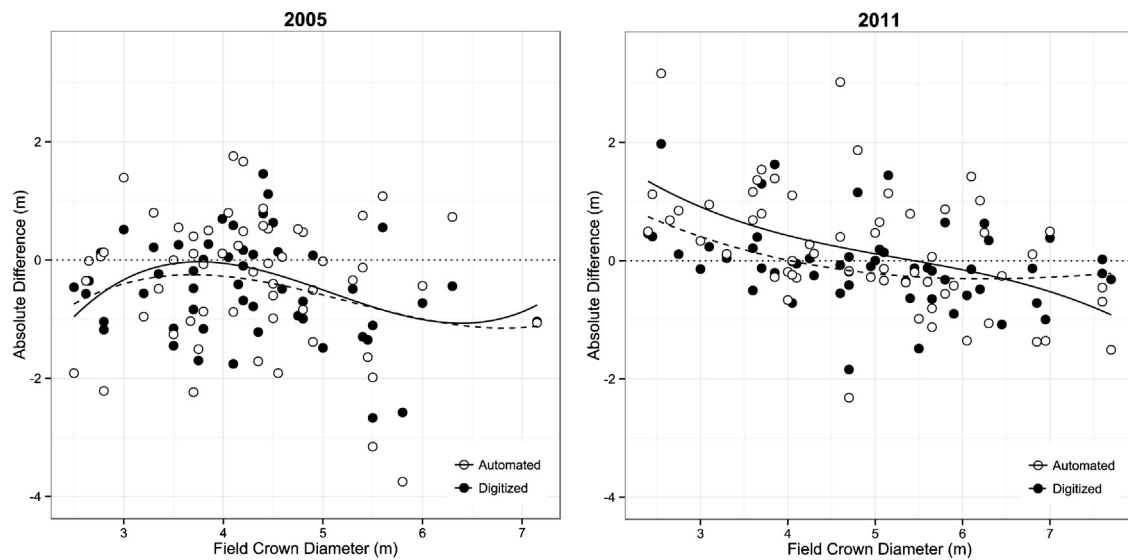 2005
Absolute Difference (m)
2
0
-2
-4
3
4
5
6
7
Field Crown Diameter (m)
Automated
Digitized
2011
Absolute Difference (m)
2
0
-2
-4
3
4
5
6
7
Field Crown Diameter (m)
Automated
Digitized